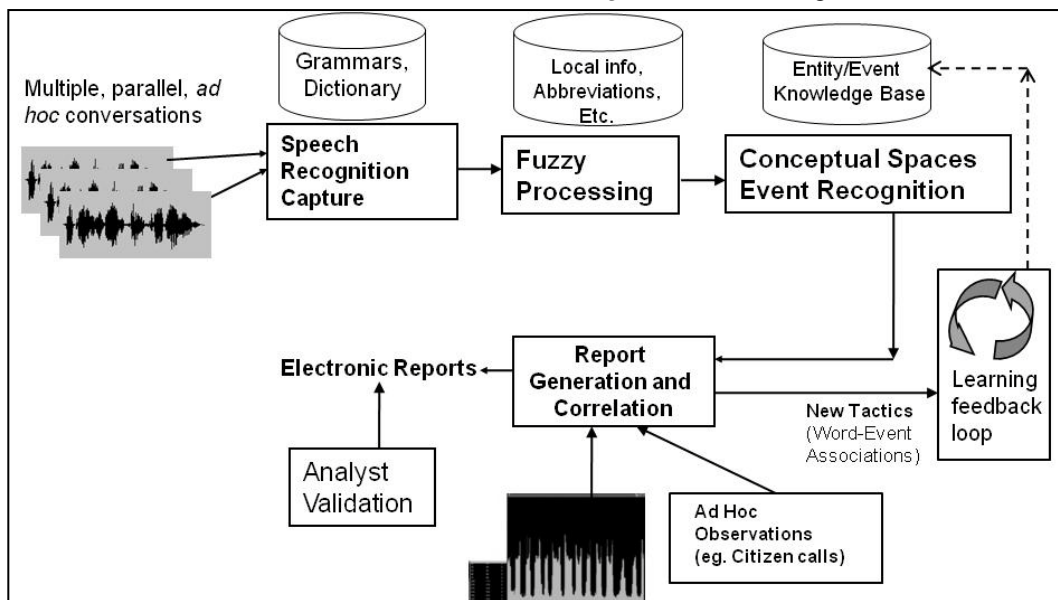 Grammars,
Dictionary
Local info,
Abbreviations,
Etc.
Entity/Event
Knowledge Base
Multiple, parallel, ad
hoc conversations
Speech
Recognition
Capture
Fuzzy
Processing
Conceptual Spaces
Event Recognition
Electronic Reports
Report
Generation and
Correlation
New Tactics
(Word-Event
Associations)
Learning
feedback
loop
Analyst
Validation
Ad Hoc
Observations
(eg. Citizen calls)